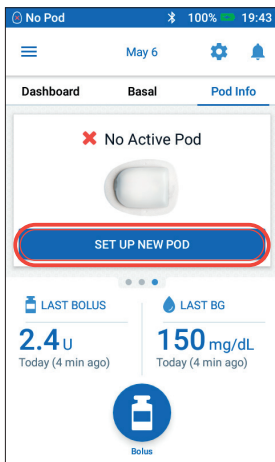 No Pod 100% 19:43
May 6
Dashboard Basal Pod Info
No Active Pod
SET UP NEW POD
LAST BOLUS LAST BG
2.4 U 150 mg/dL
Today (4 min ago) Today (4 min ago)
Bolus